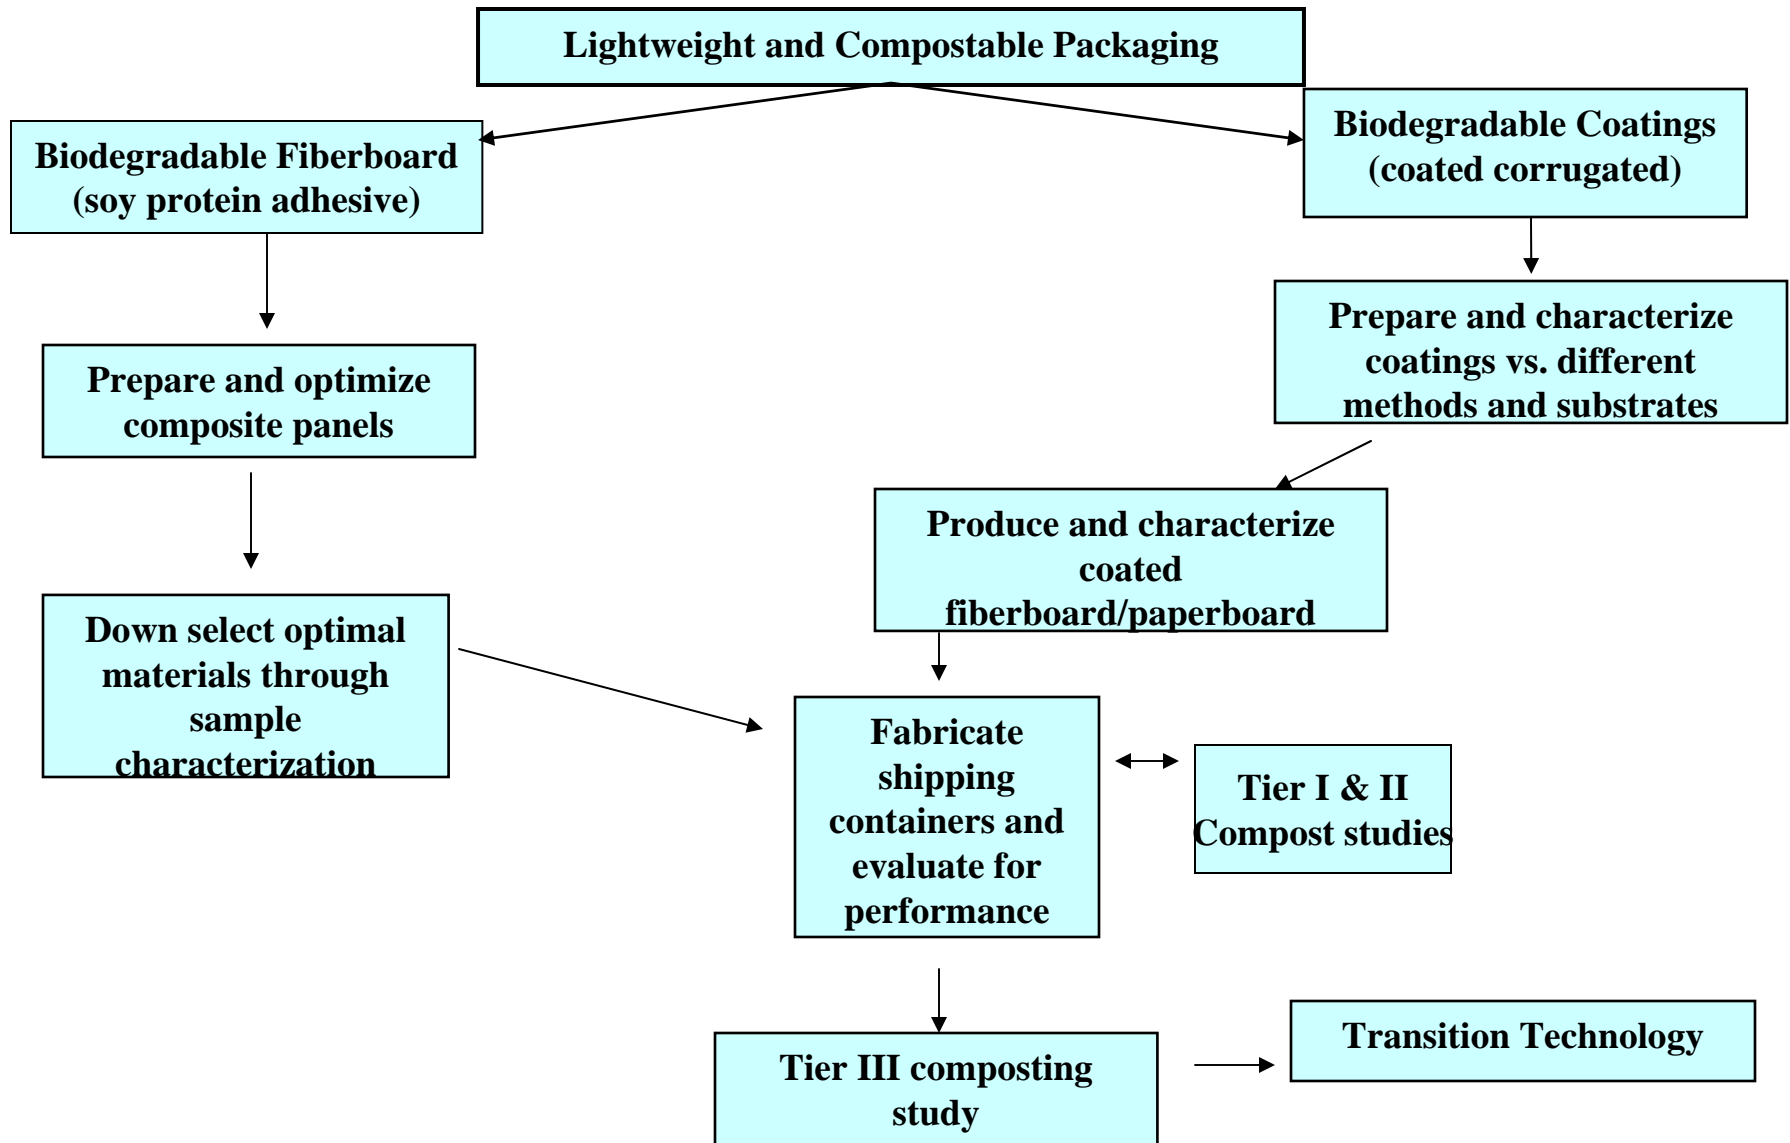 Lightweight and Compostable Packaging
Biodegradable Fiberboard
(soy protein adhesive)
Biodegradable Coatings
(coated corrugated)
Prepare and optimize
composite panels
Prepare and characterize
coatings vs. different
methods and substrates
Down select optimal
materials through
sample
characterization
Produce and characterize
coated
fiberboard/paperboard
Fabricate
shipping
containers and
evaluate for
performance
Tier I & II
Compost studies
Tier III composting
study
Transition Technology